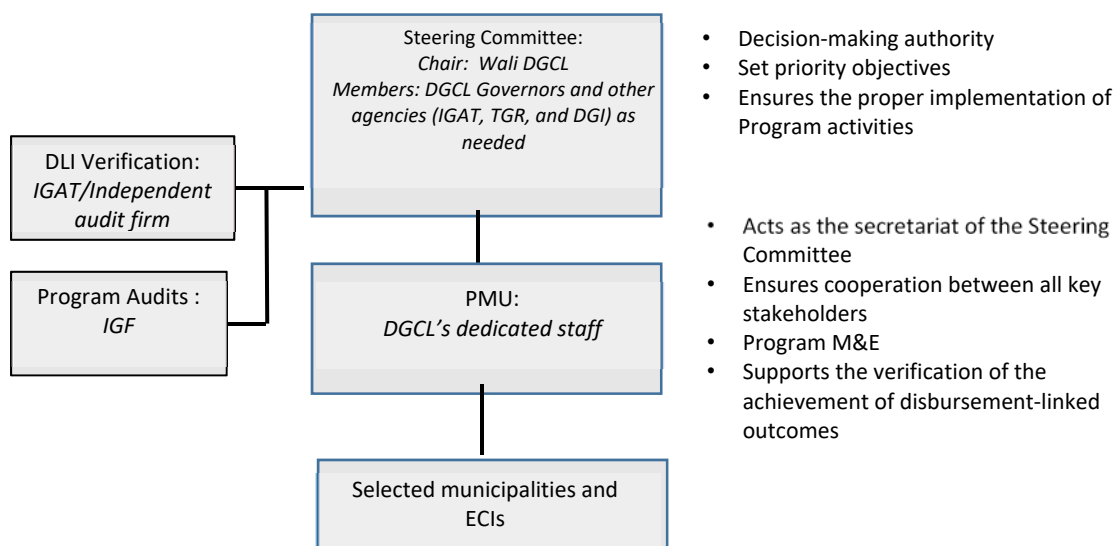 Steering Committee:
Chair:  Wali DGCL
Members: DGCL Governors and other
agencies (IGAT, TGR, and DGI) as
needed
• Decision-making authority
• Set priority objectives
• Ensures the proper implementation of
Program activities
DLI Verification:
IGAT/Independent
audit firm
Program Audits :
IGF
PMU:
DGCL’s dedicated staff
• Acts as the secretariat of the Steering
Committee
• Ensures cooperation between all key
stakeholders
• Program M&E
• Supports the verification of the
achievement of disbursement-linked
outcomes
Selected municipalities and
ECIs